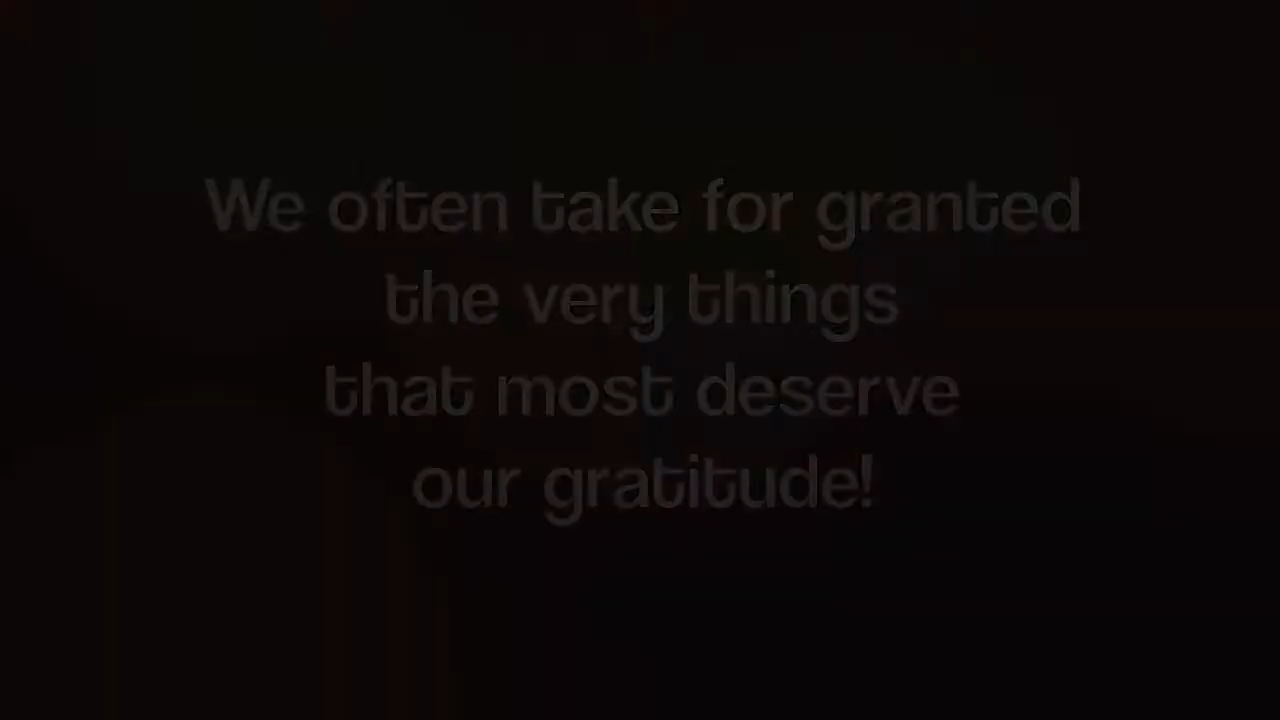 We often take for granted
the very things
that most deserve
our gratitude!